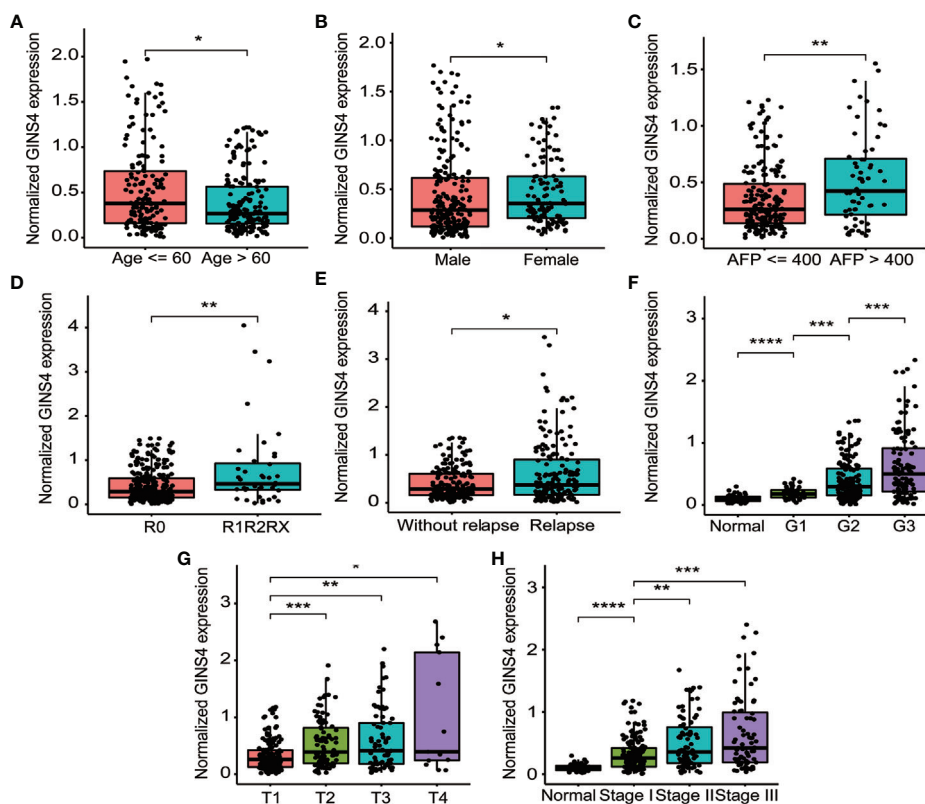 A
Normalized GINS4 expression
*
2.0
1.5
1.0
0.5
0.0
Age <= 60 Age > 60
B
Normalized GINS4 expression
*
2.0
1.5
1.0
0.5
0.0
Male Female
C
Normalized GINS4 expression
**
1.5
1.0
0.5
0.0
AFP <= 400 AFP > 400
D
Normalized GINS4 expression
**
4
3
2
1
0
R0 R1R2RX
E
Normalized GINS4 expression
*
4
3
2
1
0
Without relapse Relapse
F
Normalized GINS4 expression
**** *** ***
3
2
1
0
Normal G1 G2 G3
G
Normalized GINS4 expression
*
**
***
3
2
1
0
T1 T2 T3 T4
H
Normalized GINS4 expression
***
**
****
3
2
1
0
Normal Stage I Stage II Stage III